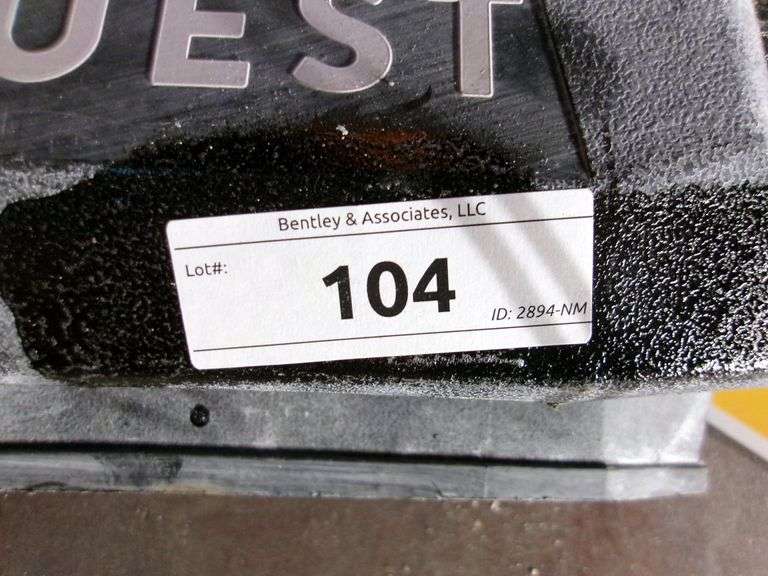 UEST
Bentley & Associates, LLC
Lot#:
104
ID: 2894-NM